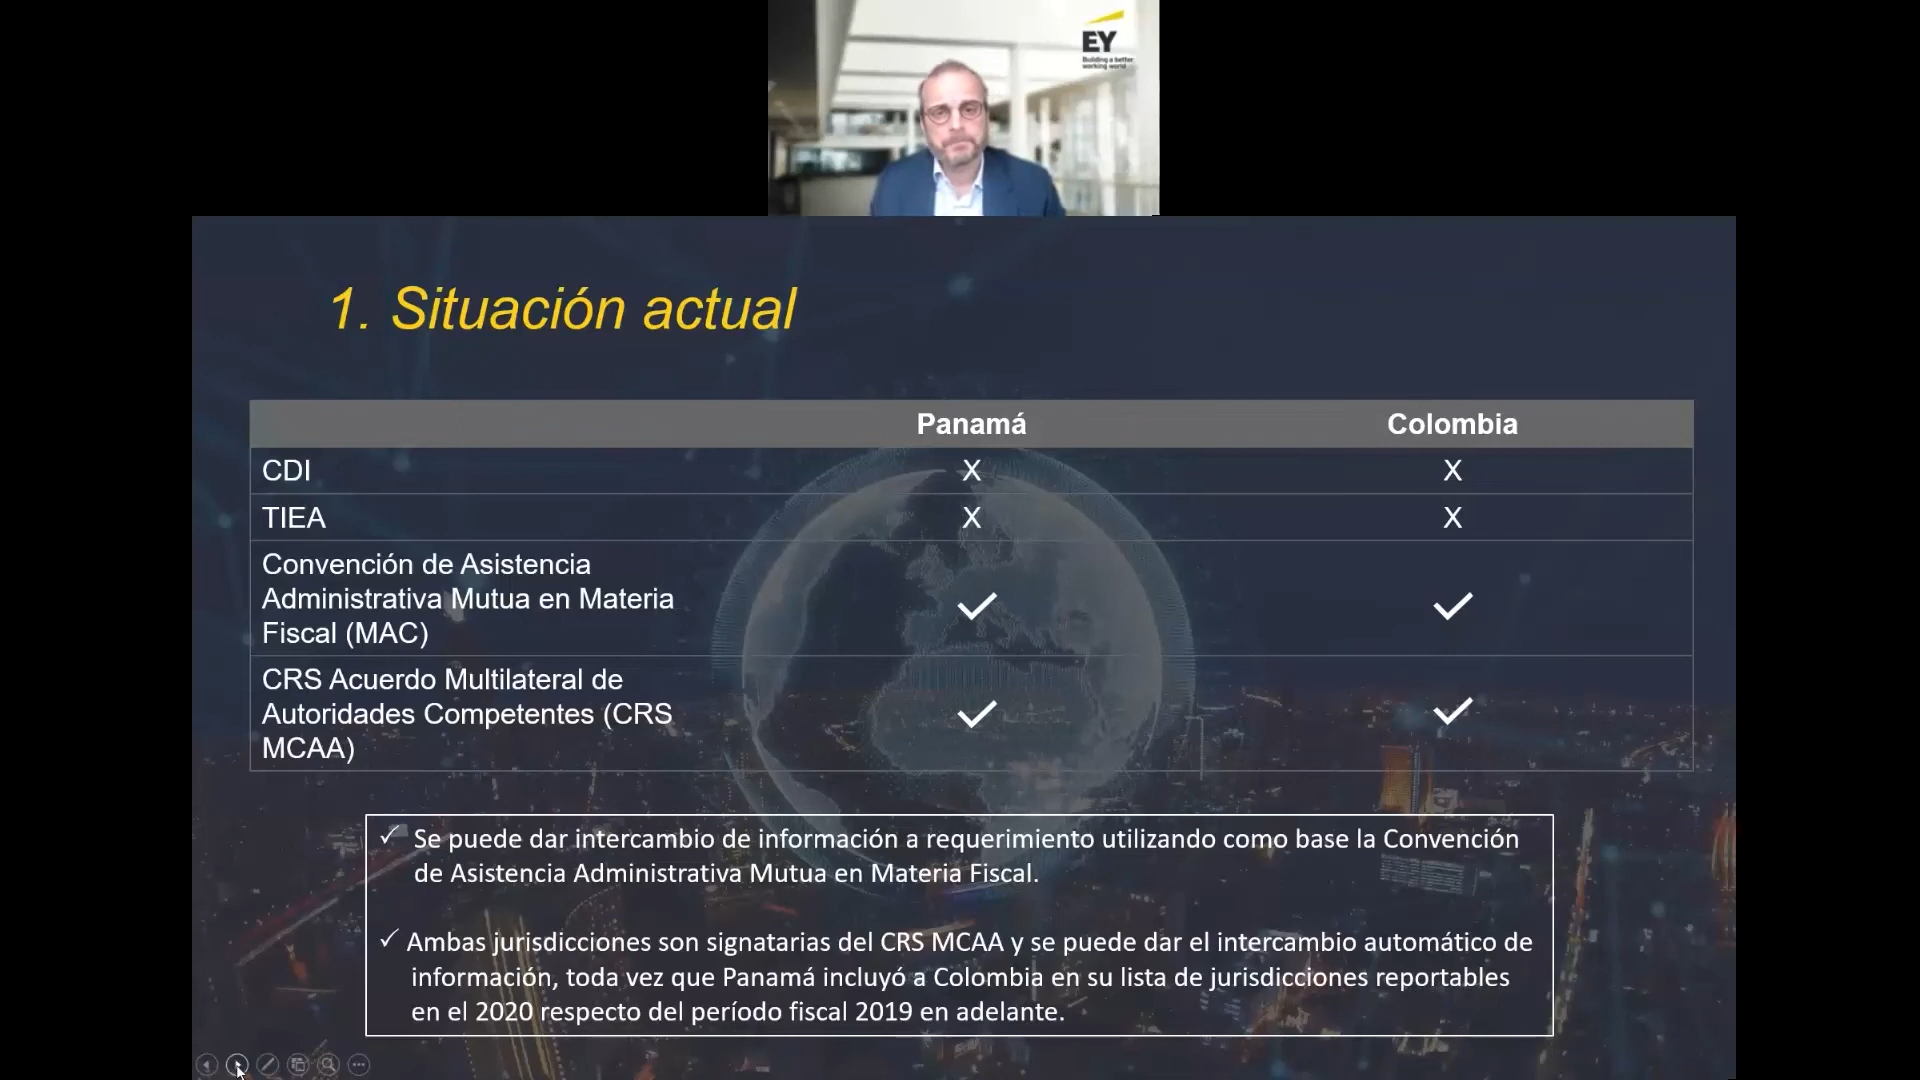 EY
Building a better
working world
1. Situación actual
Panamá Colombia
CDI X X
TIEA X X
Convención de Asistencia
Administrativa Mutua en Materia
Fiscal (MAC) ✓ ✓
CRS Acuerdo Multilateral de
Autoridades Competentes (CRS
MCAA) ✓ ✓
✓ Se puede dar intercambio de información a requerimiento utilizando como base la Convención
de Asistencia Administrativa Mutua en Materia Fiscal.
✓ Ambas jurisdicciones son signatarias del CRS MCAA y se puede dar el intercambio automático de
información, toda vez que Panamá incluyó a Colombia en su lista de jurisdicciones reportables
en el 2020 respecto del período fiscal 2019 en adelante.